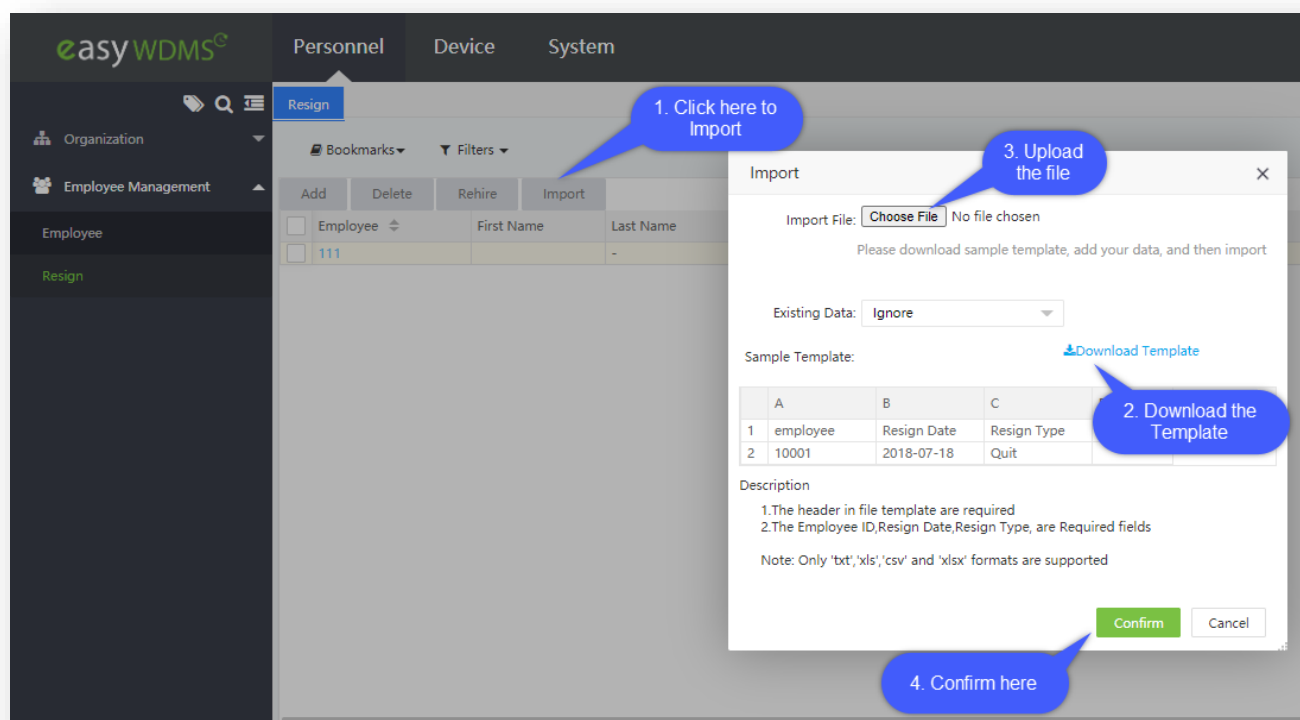 easy WDMS
Personnel
Device
System
Resign
Organization
Employee Management
Employee
Resign
1. Click here to
Import
Bookmarks
Filters
Add
Delete
Rehire
Import
Employee
First Name
Last Name
111
-
Import
3. Upload
the file
Import File:
Choose File
No file chosen
Please download sample template, add your data, and then import
Existing Data:
Ignore
Sample Template:
Download Template
2. Download the
Template
A
B
C
1
employee
Resign Date
Resign Type
2
10001
2018-07-18
Quit
Description
1.The header in file template are required
2.The Employee ID,Resign Date,Resign Type, are Required fields
Note: Only 'txt','xls','csv' and 'xlsx' formats are supported
Confirm
Cancel
4. Confirm here